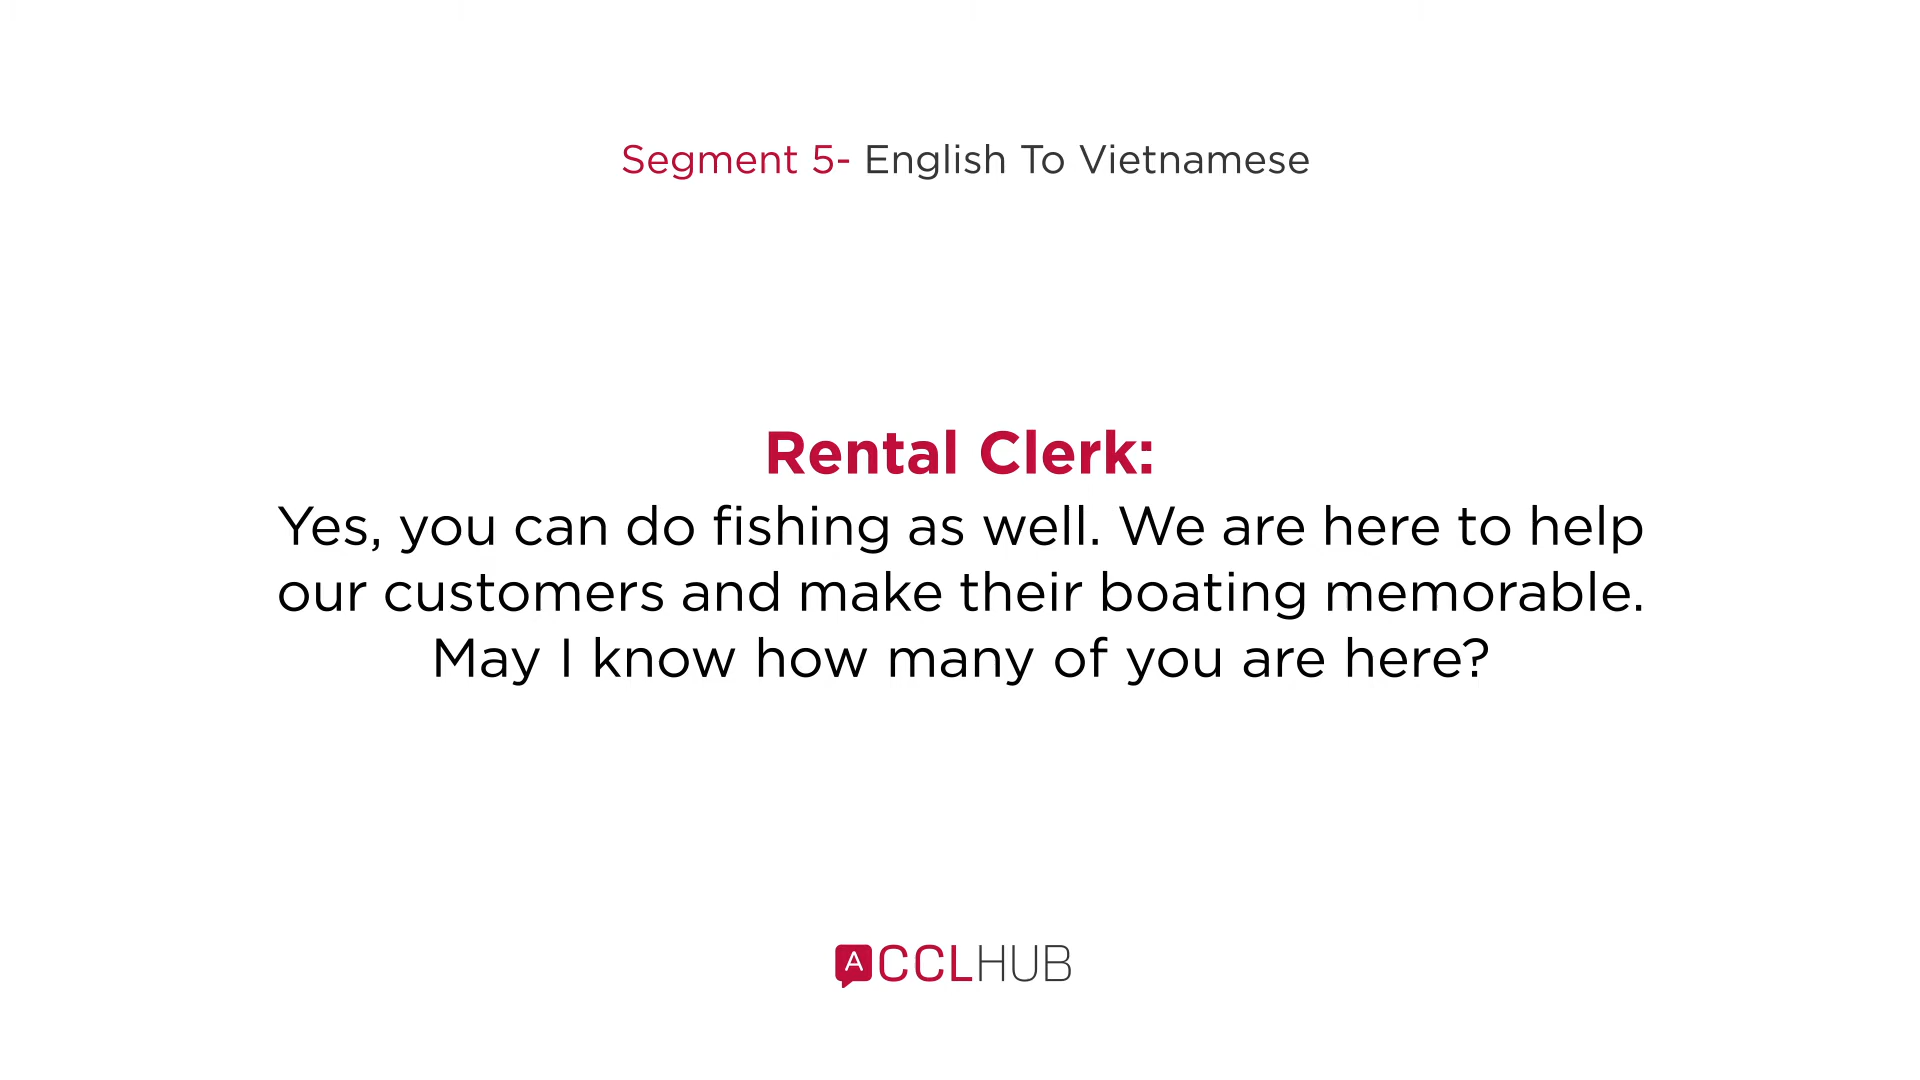 Segment 5- English To Vietnamese
Rental Clerk:
Yes, you can do fishing as well. We are here to help
our customers and make their boating memorable.
May I know how many of you are here?
A CCLHUB